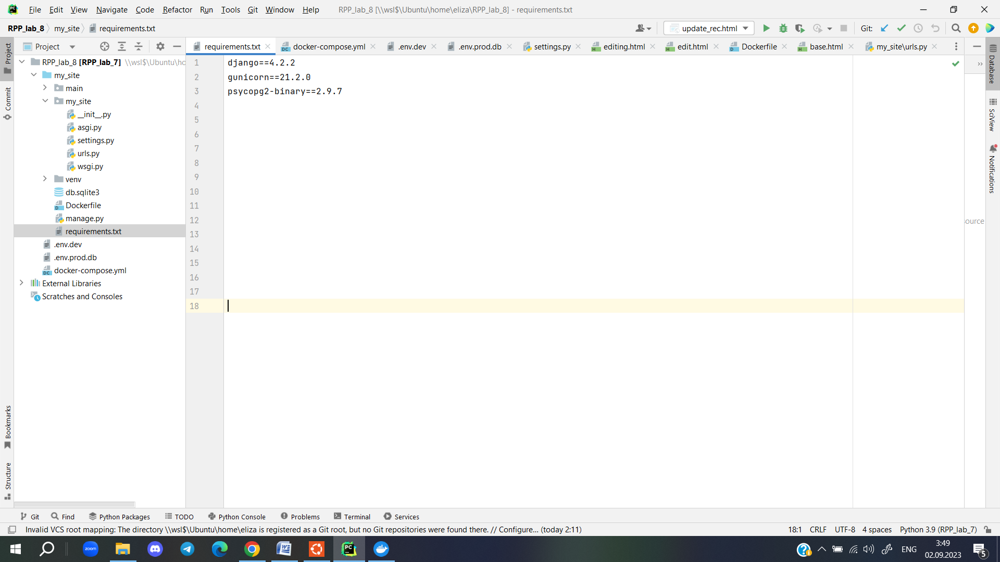 File Edit View Navigate Code Refactor Run Tools Git Window Help RPP_lab_8 [\\wsl$\Ubuntu\home\eliza\RPP_lab_8] - requirements.txt
RPP_lab_8 my_site requirements.txt update_rec.html Git:
Project requirements.txt docker-compose.yml .env.dev .env.prod.db settings.py editing.html edit.html Dockerfile base.html my_site\urls.py
Project
Commit
Bookmarks
Structure
RPP_lab_8 [RPP_lab_7] \\wsl$\Ubuntu\ho
my_site
main
my_site
__init__.py
asgi.py
settings.py
urls.py
wsgi.py
venv
db.sqlite3
Dockerfile
manage.py
requirements.txt
.env.dev
.env.prod.db
docker-compose.yml
External Libraries
Scratches and Consoles
1 django==4.2.2
2 gunicorn==21.2.0
3 psycopg2-binary==2.9.7
4
5
6
7
8
9
10
11
12
13
14
15
16
17
18
ource
Database
SciView
Notifications
Git Find Python Packages TODO Python Console Problems Terminal Services
Invalid VCS root mapping: The directory \\wsl$\Ubuntu\home\eliza is registered as a Git root, but no Git repositories were found there. // Configure... (today 2:11) 18:1 CRLF UTF-8 4 spaces Python 3.9 (RPP_lab_7)
zoom PC ENG 3:49
02.09.2023 5